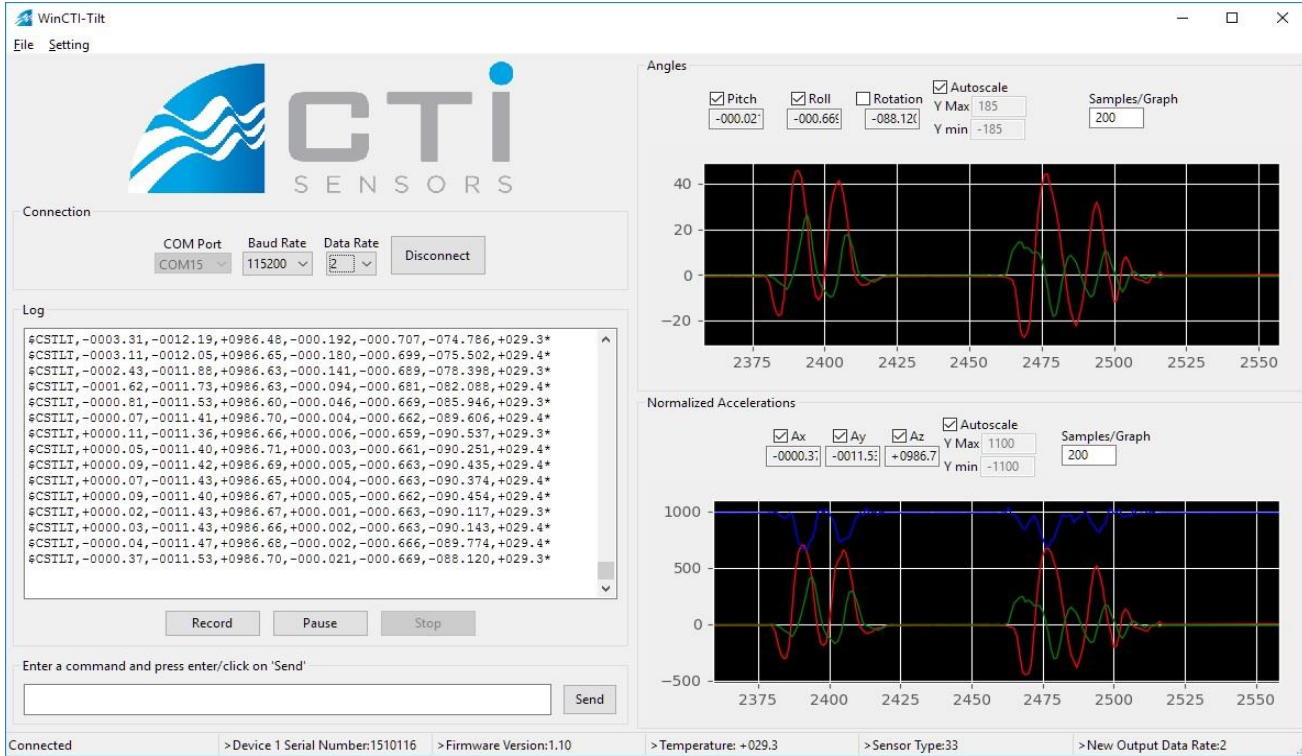 WinCTI-Tilt
File Setting
CTi
SENSORS
Connection
COM Port Baud Rate Data Rate
COM15 115200 2 Disconnect
Log
$CSTLT,-0003.31,-0012.19,+0986.48,-000.192,-000.707,-074.786,+029.3*
$CSTLT,-0003.11,-0012.05,+0986.65,-000.180,-000.699,-075.502,+029.4*
$CSTLT,-0002.43,-0011.88,+0986.63,-000.141,-000.689,-078.398,+029.3*
$CSTLT,-0001.62,-0011.73,+0986.63,-000.094,-000.681,-082.088,+029.4*
$CSTLT,-0000.81,-0011.53,+0986.60,-000.046,-000.669,-085.946,+029.3*
$CSTLT,-0000.07,-0011.41,+0986.70,-000.004,-000.662,-089.606,+029.4*
$CSTLT,+0000.11,-0011.36,+0986.66,+000.006,-000.659,-090.537,+029.3*
$CSTLT,+0000.05,-0011.40,+0986.71,+000.003,-000.661,-090.251,+029.4*
$CSTLT,+0000.09,-0011.42,+0986.69,+000.005,-000.663,-090.435,+029.4*
$CSTLT,+0000.07,-0011.43,+0986.65,+000.004,-000.663,-090.374,+029.4*
$CSTLT,+0000.09,-0011.40,+0986.67,+000.005,-000.662,-090.454,+029.4*
$CSTLT,+0000.02,-0011.43,+0986.67,+000.001,-000.663,-090.117,+029.3*
$CSTLT,+0000.03,-0011.43,+0986.66,+000.002,-000.663,-090.143,+029.4*
$CSTLT,-0000.04,-0011.47,+0986.68,-000.002,-000.666,-089.774,+029.4*
$CSTLT,-0000.37,-0011.53,+0986.70,-000.021,-000.669,-088.120,+029.3*
Record Pause Stop
Enter a command and press enter/click on 'Send'
Send
Angles
Pitch Roll Rotation Autoscale Samples/Graph
-000.02 -000.669 -088.120 Y Max 185 200
Y min -185
40
20
0
−20
2375 2400 2425 2450 2475 2500 2525 2550
Normalized Accelerations
Ax Ay Az Autoscale Samples/Graph
-0000.37 -0011.53 +0986.7 Y Max 1100 200
Y min -1100
1000
500
0
−500
2375 2400 2425 2450 2475 2500 2525 2550
Connected >Device 1 Serial Number:1510116 >Firmware Version:1.10 >Temperature: +029.3 >Sensor Type:33 >New Output Data Rate:2